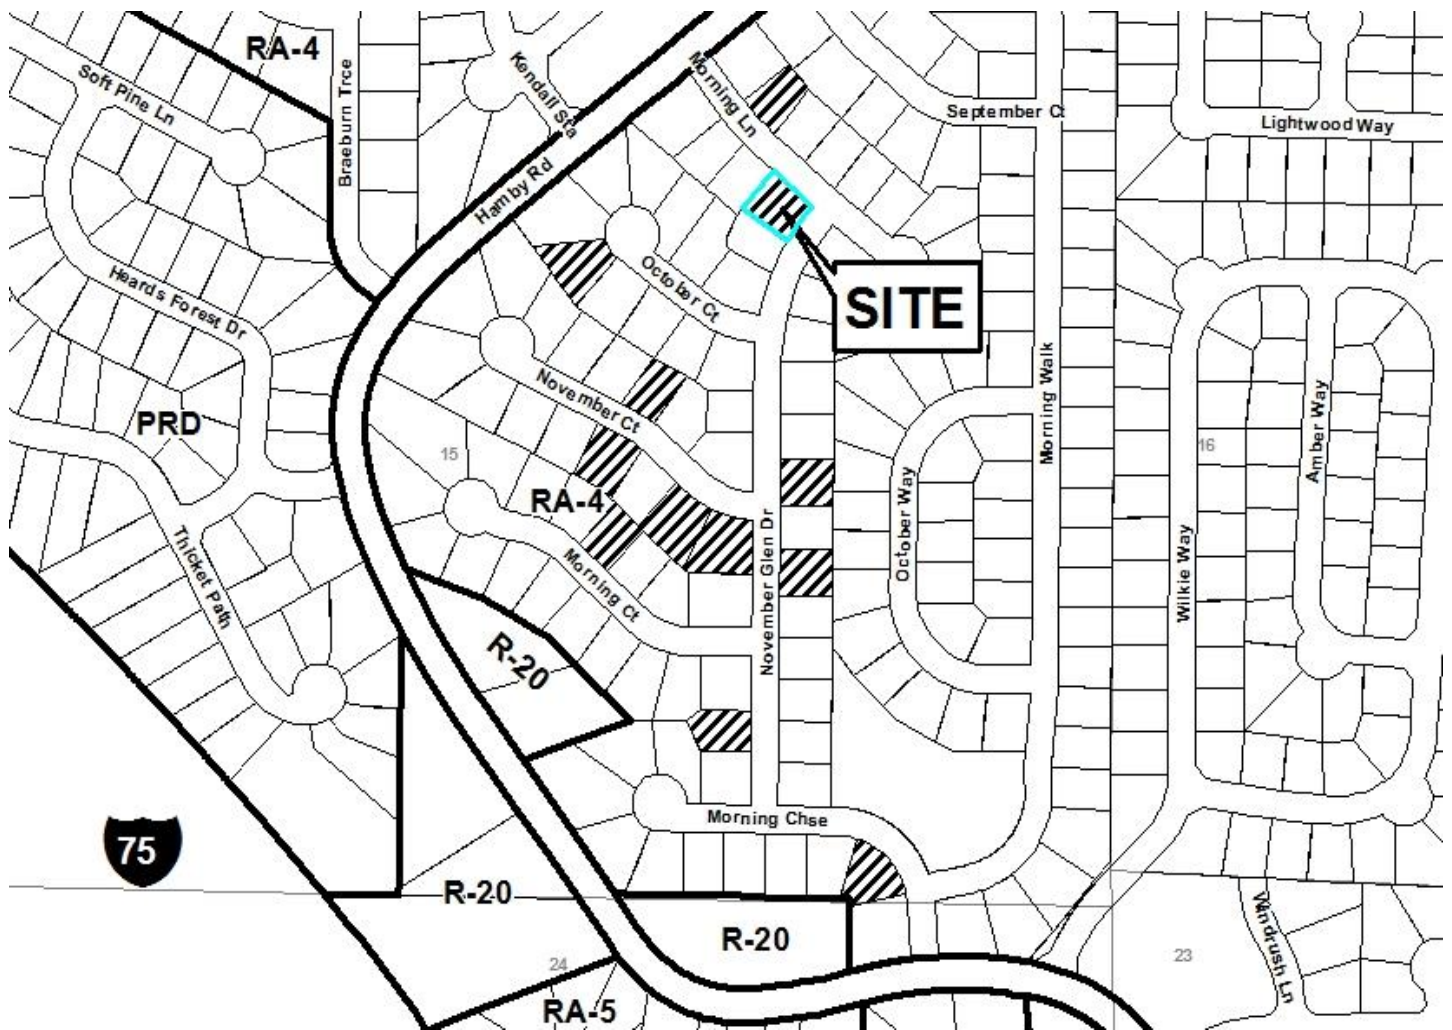 RA-4
Soft Pine Ln
Braeburn Trce
Kendall Sta
Morning Ln
September Ct
Lightwood Way
Hamby Rd
October Ct
SITE
Heards Forest Dr
November Ct
Morning Walk
Amber Way
PRD
15
16
RA-4
October Way
Wilkie Way
Thicket Path
Morning Ct
November Glen Dr
R-20
Morning Chse
75
R-20
R-20
Windrush Ln
24
23
RA-5